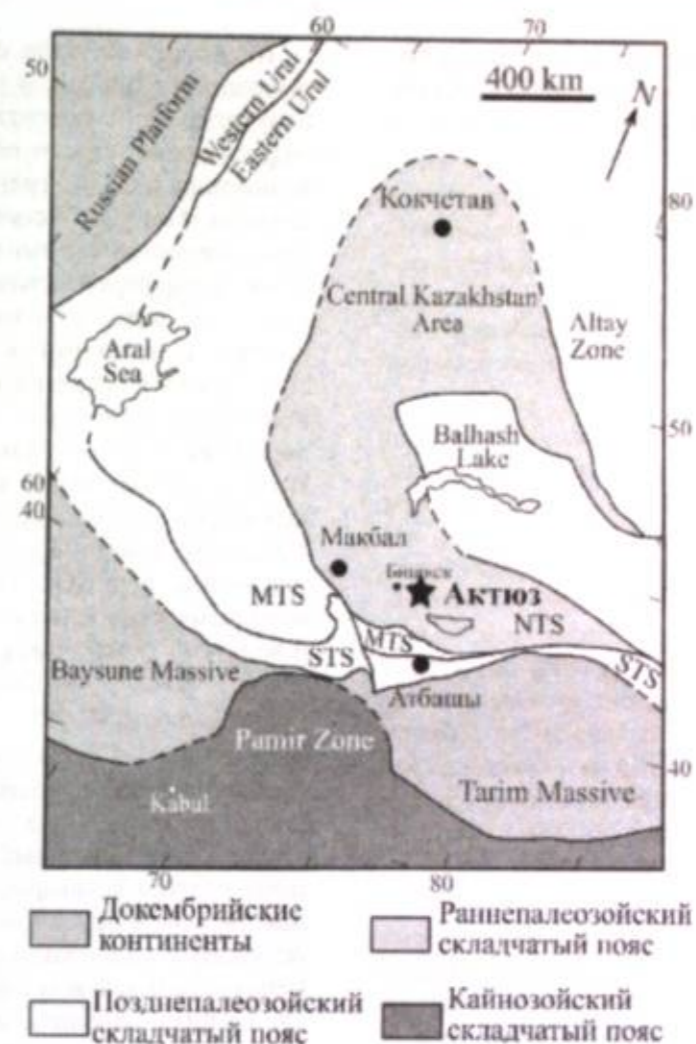 60
70
50
400 km
N
Russian Platform
Western Ural
Eastern Ural
Кокчетав
80
Central Kazakhstan
Area
Altay
Zone
Aral
Sea
Balhash
Lake
50
60
40
Макбал
Бишкек
Актюз
MTS
NTS
MTS
STS
STS
Baysune Massive
Атбашы
Pamir Zone
40
Kabul
Tarim Massive
70
80
Докембрийские
континенты
Раннепалеозойский
складчатый пояс
Позднепалеозойский
складчатый пояс
Кайнозойский
складчатый пояс